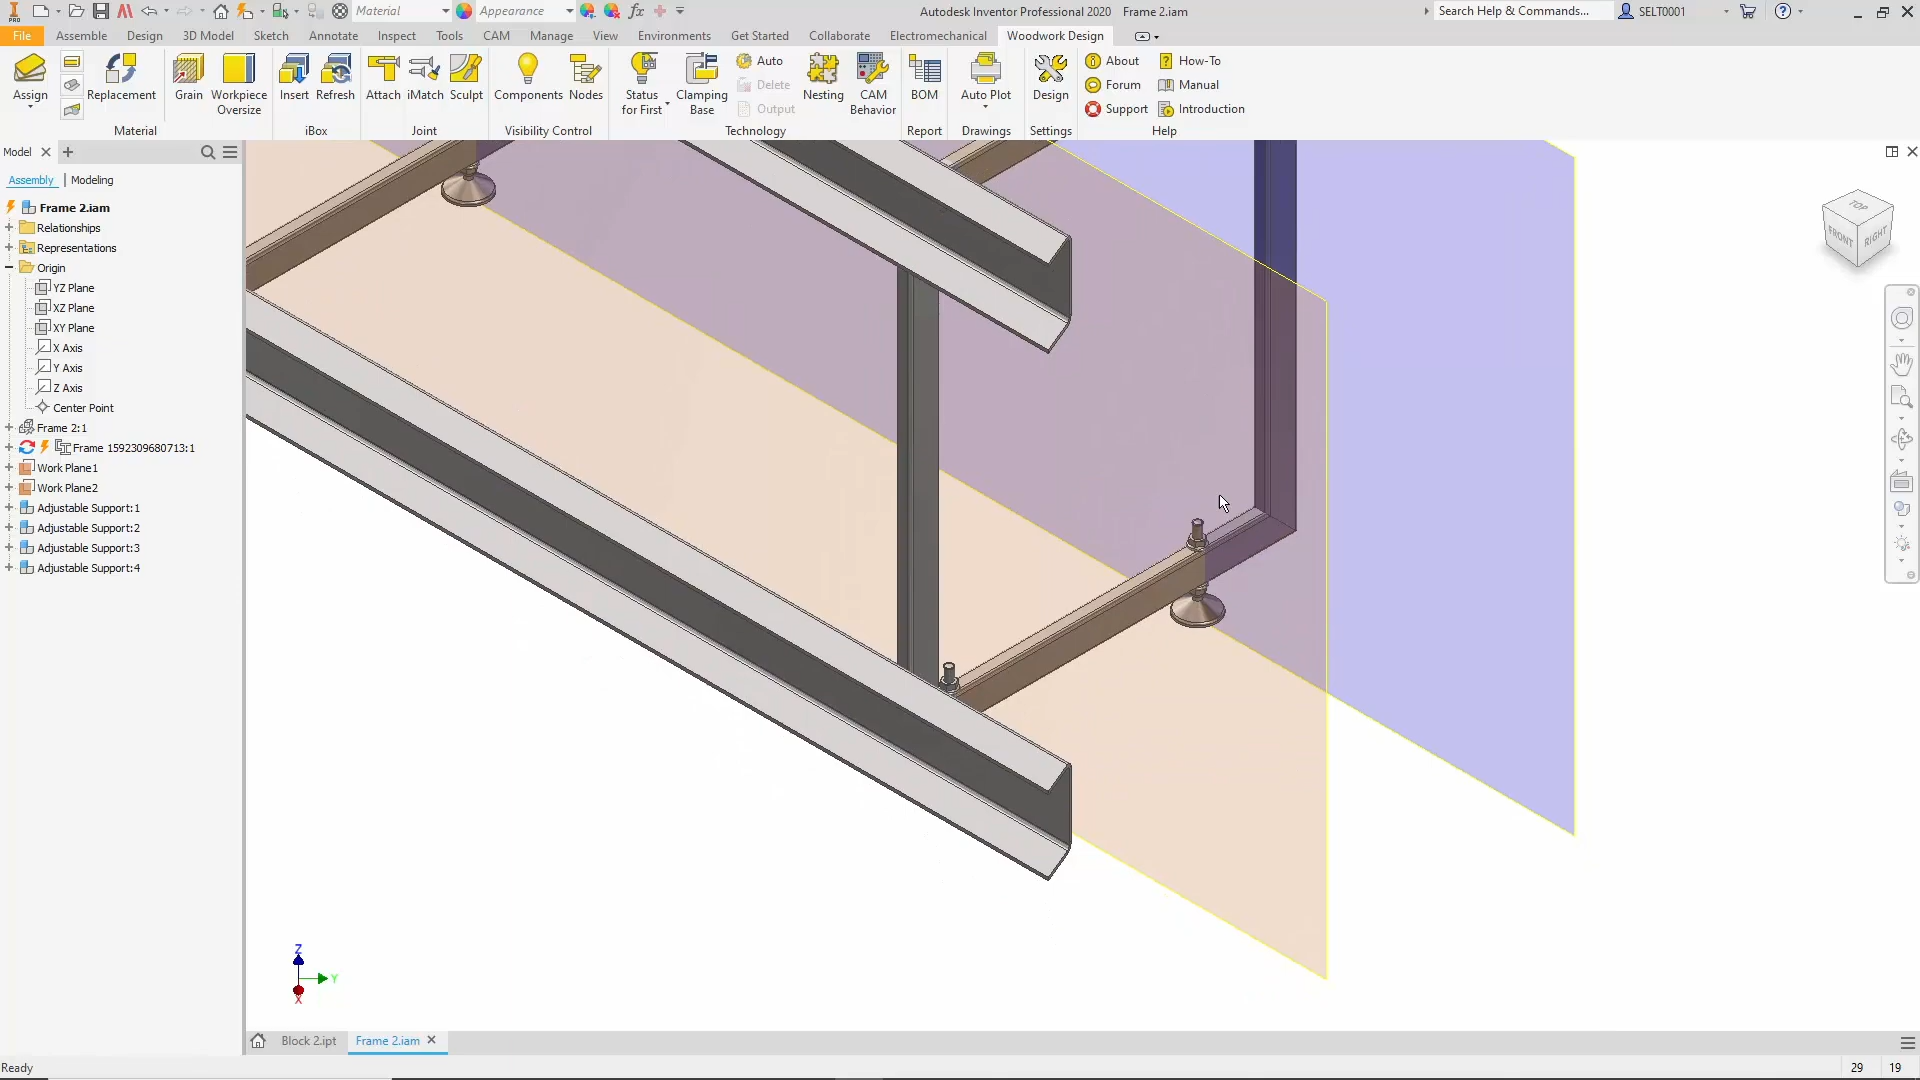 PRO
Material
Appearance
fx
Autodesk Inventor Professional 2020 Frame 2.iam
Search Help & Commands...
SELT0001
File
Assemble
Design
3D Model
Sketch
Annotate
Inspect
Tools
CAM
Manage
View
Environments
Get Started
Collaborate
Electromechanical
Woodwork Design
Assign
Replacement
Grain
Workpiece
Oversize
Insert
Refresh
Attach
iMatch
Sculpt
Components
Nodes
Status
for First
Clamping
Base
Auto
Delete
Output
Nesting
CAM
Behavior
BOM
Auto Plot
Design
About
Forum
Support
How-To
Manual
Introduction
Material
iBox
Joint
Visibility Control
Technology
Report
Drawings
Settings
Help
Model
Assembly
Modeling
Frame 2.iam
Relationships
Representations
Origin
YZ Plane
XZ Plane
XY Plane
X Axis
Y Axis
Z Axis
Center Point
Frame 2:1
Frame 1592309680713:1
Work Plane1
Work Plane2
Adjustable Support:1
Adjustable Support:2
Adjustable Support:3
Adjustable Support:4
TOP
FRONT
RIGHT
Z
Y
X
Block 2.ipt
Frame 2.iam
Ready
29
19